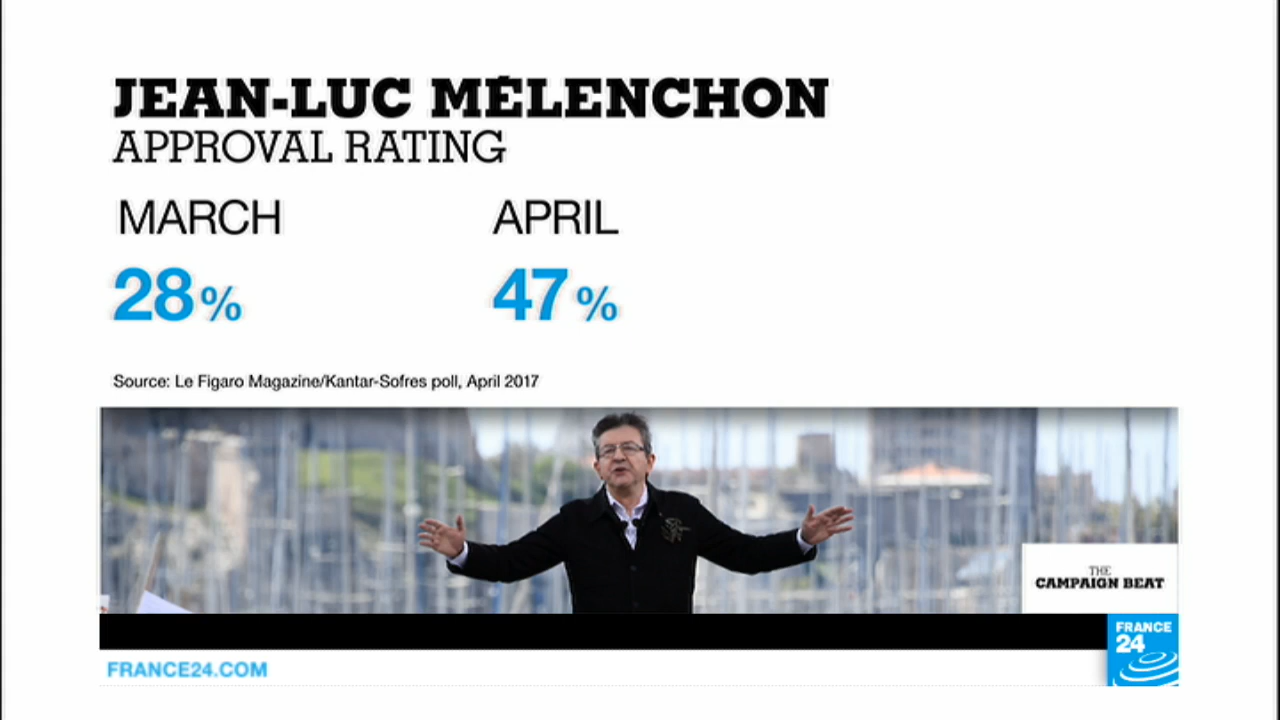 JEAN-LUC MÉLENCHON
APPROVAL RATING
MARCH APRIL
28% 47%
Source: Le Figaro Magazine/Kantar-Sofres poll, April 2017
THE
CAMPAIGN BEAT
FRANCE
24
FRANCE24.COM